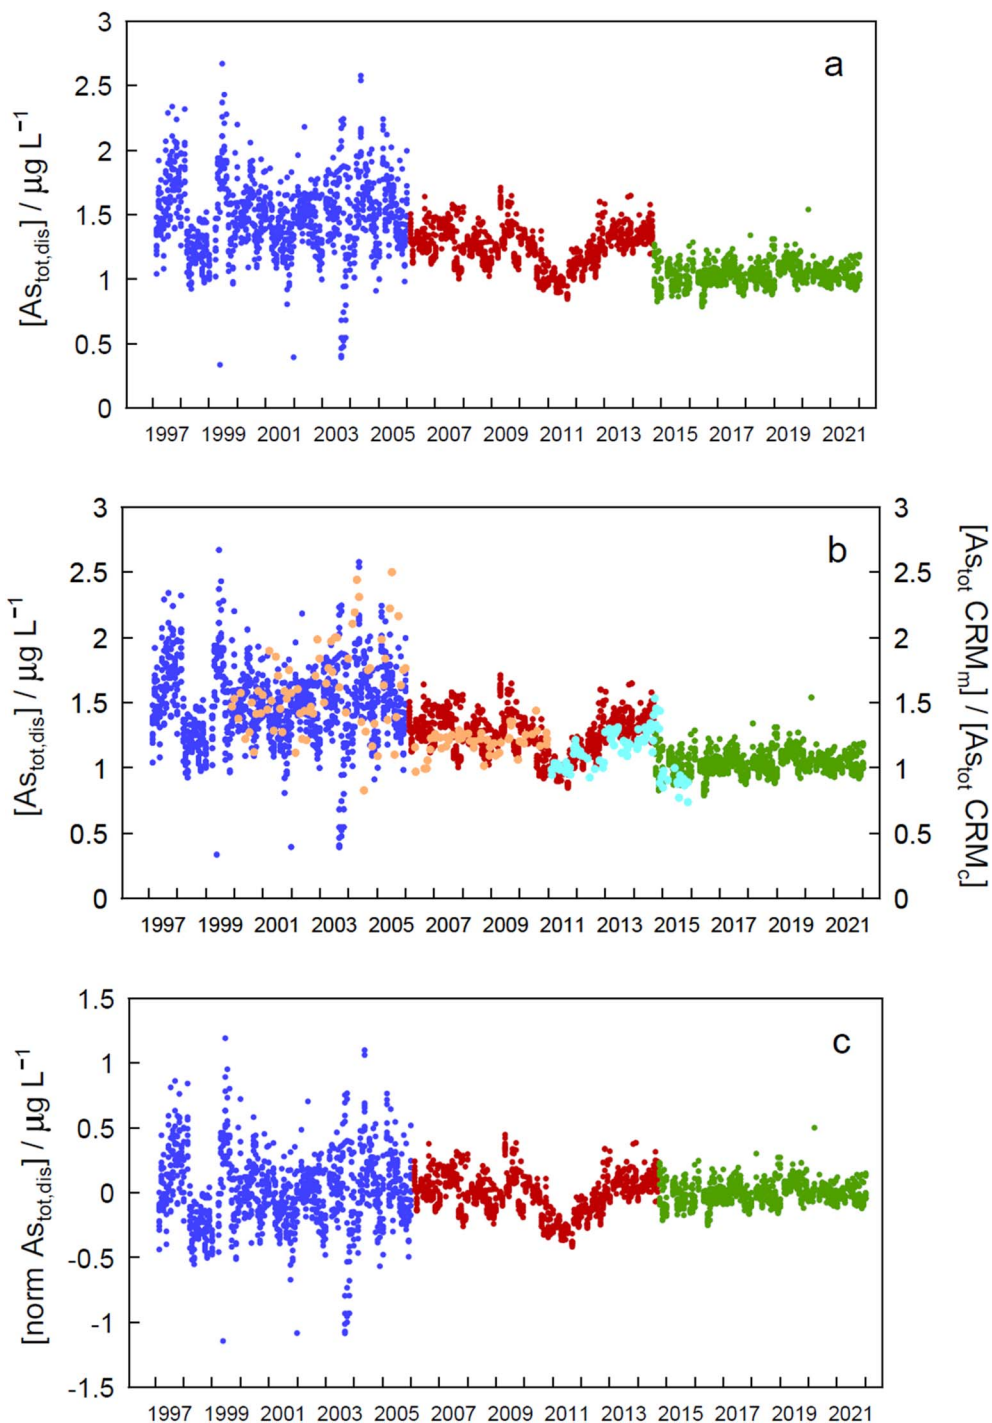 a
[As_tot,dis] / µg L⁻¹
3
2.5
2
1.5
1
0.5
0
1997 1999 2001 2003 2005 2007 2009 2011 2013 2015 2017 2019 2021
b
[As_tot,dis] / µg L⁻¹
3
2.5
2
1.5
1
0.5
0
3
2.5
2
1.5
1
0.5
0
[As_tot CRM_m] / [As_tot CRM_c]
1997 1999 2001 2003 2005 2007 2009 2011 2013 2015 2017 2019 2021
c
[norm As_tot,dis] / µg L⁻¹
1.5
1
0.5
0
-0.5
-1
-1.5
1997 1999 2001 2003 2005 2007 2009 2011 2013 2015 2017 2019 2021